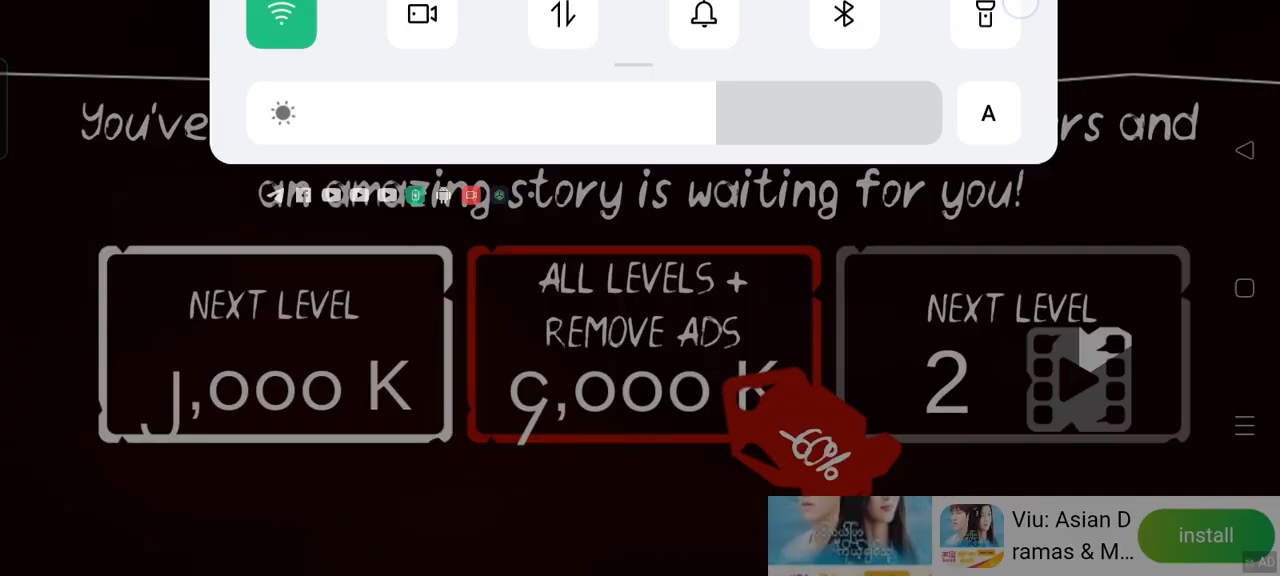 A
You've
rs and
an amazing story is waiting for you!
NEXT LEVEL
ALL LEVELS +
REMOVE ADS
NEXT LEVEL
,000 K
,000 K
2
-60%
Viu: Asian D
ramas & M...
install
AD